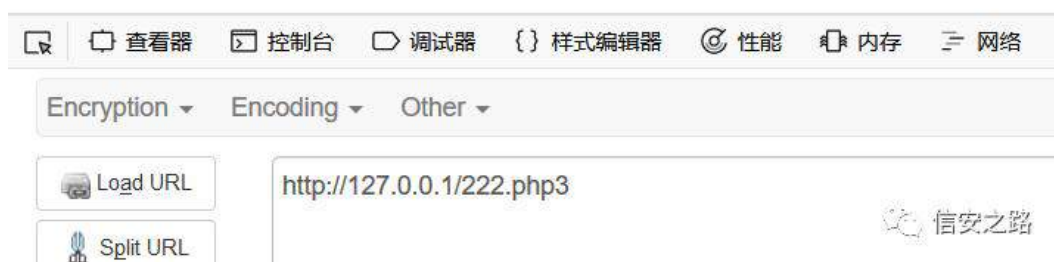 查看器 控制台 调试器 {} 样式编辑器 性能 内存 网络
Encryption Encoding Other
Load URL http://127.0.0.1/222.php3
信安之路
Split URL